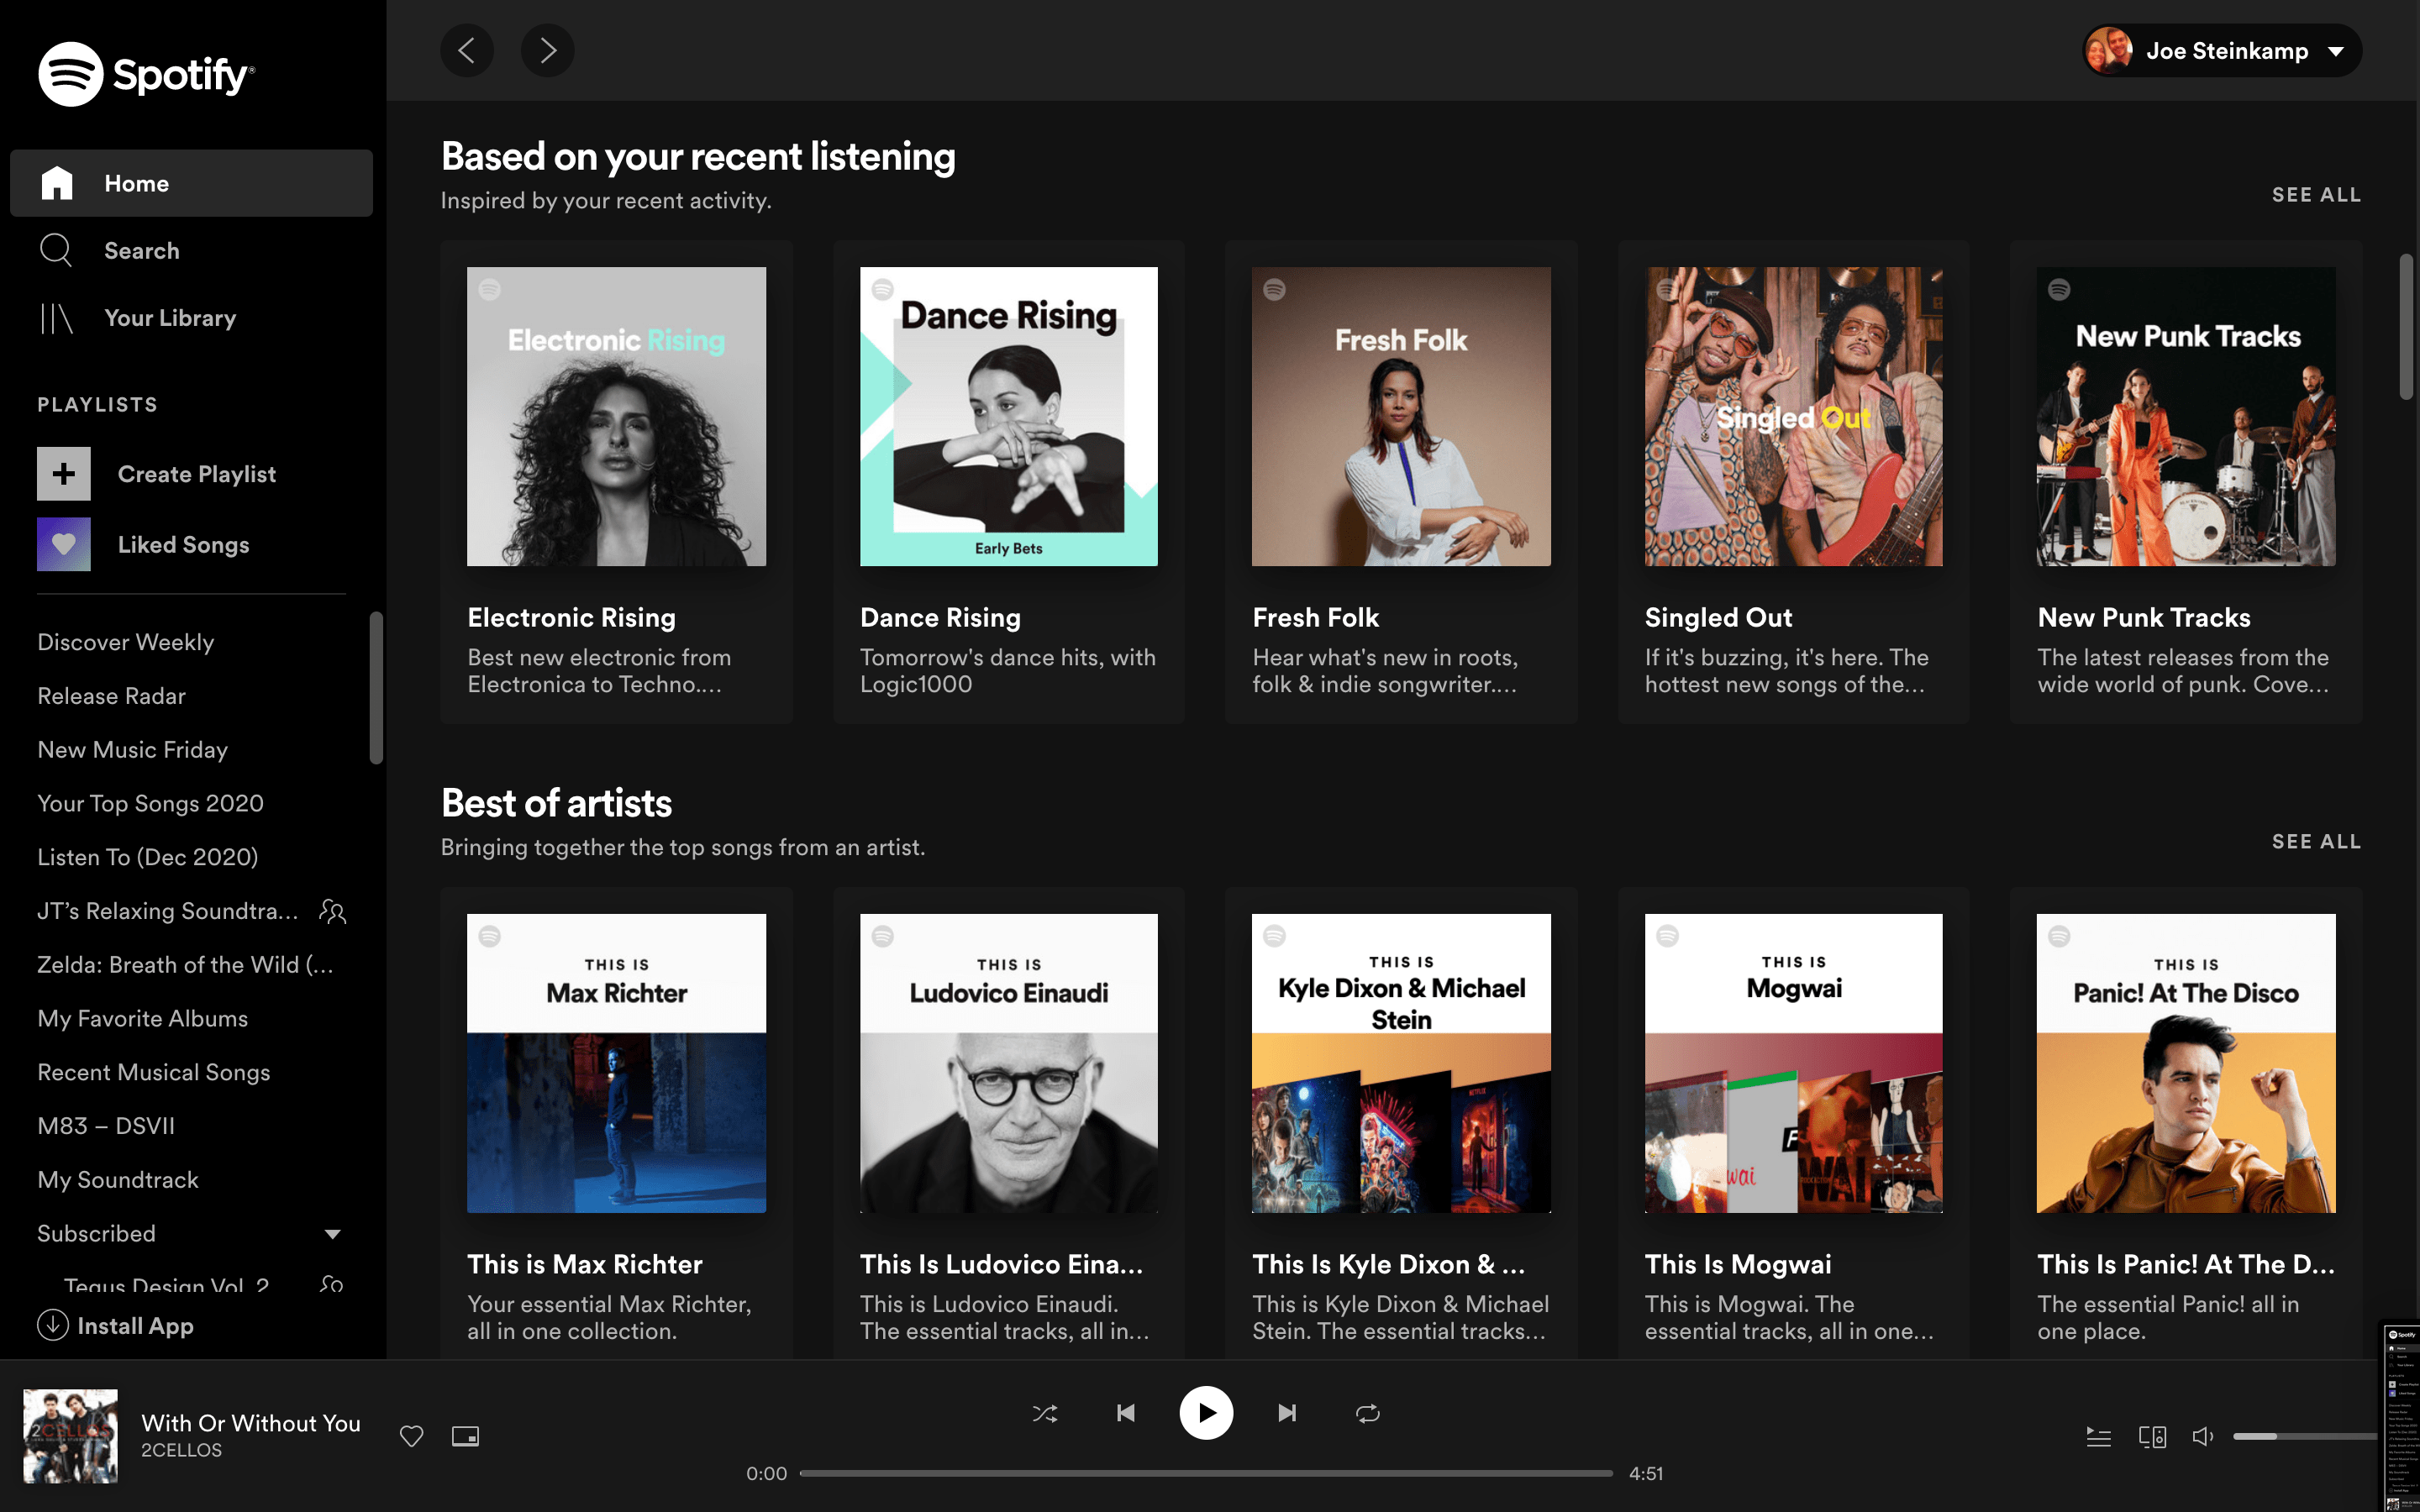 Spotify®
Home
Search
Your Library
PLAYLISTS
Create Playlist
Liked Songs
Discover Weekly
Release Radar
New Music Friday
Your Top Songs 2020
Listen To (Dec 2020)
JT’s Relaxing Soundtra...
Zelda: Breath of the Wild (...
My Favorite Albums
Recent Musical Songs
M83 – DSVII
My Soundtrack
Subscribed
Tegus Design Vol. 2
Install App
Joe Steinkamp
Based on your recent listening
Inspired by your recent activity.
SEE ALL
Electronic Rising
Dance Rising
Early Bets
Fresh Folk
Singled Out
New Punk Tracks
Electronic Rising
Best new electronic from
Electronica to Techno....
Dance Rising
Tomorrow's dance hits, with
Logic1000
Fresh Folk
Hear what's new in roots,
folk & indie songwriter....
Singled Out
If it's buzzing, it's here. The
hottest new songs of the...
New Punk Tracks
The latest releases from the
wide world of punk. Cove...
Best of artists
Bringing together the top songs from an artist.
SEE ALL
THIS IS
Max Richter
THIS IS
Ludovico Einaudi
THIS IS
Kyle Dixon & Michael
Stein
THIS IS
Mogwai
THIS IS
Panic! At The Disco
This is Max Richter
Your essential Max Richter,
all in one collection.
This Is Ludovico Eina...
This is Ludovico Einaudi.
The essential tracks, all in...
This Is Kyle Dixon & ...
This is Kyle Dixon & Michael
Stein. The essential tracks...
This Is Mogwai
This is Mogwai. The
essential tracks, all in one...
This Is Panic! At The D...
The essential Panic! all in
one place.
2CELLOS
With Or Without You
2CELLOS
0:00
4:51